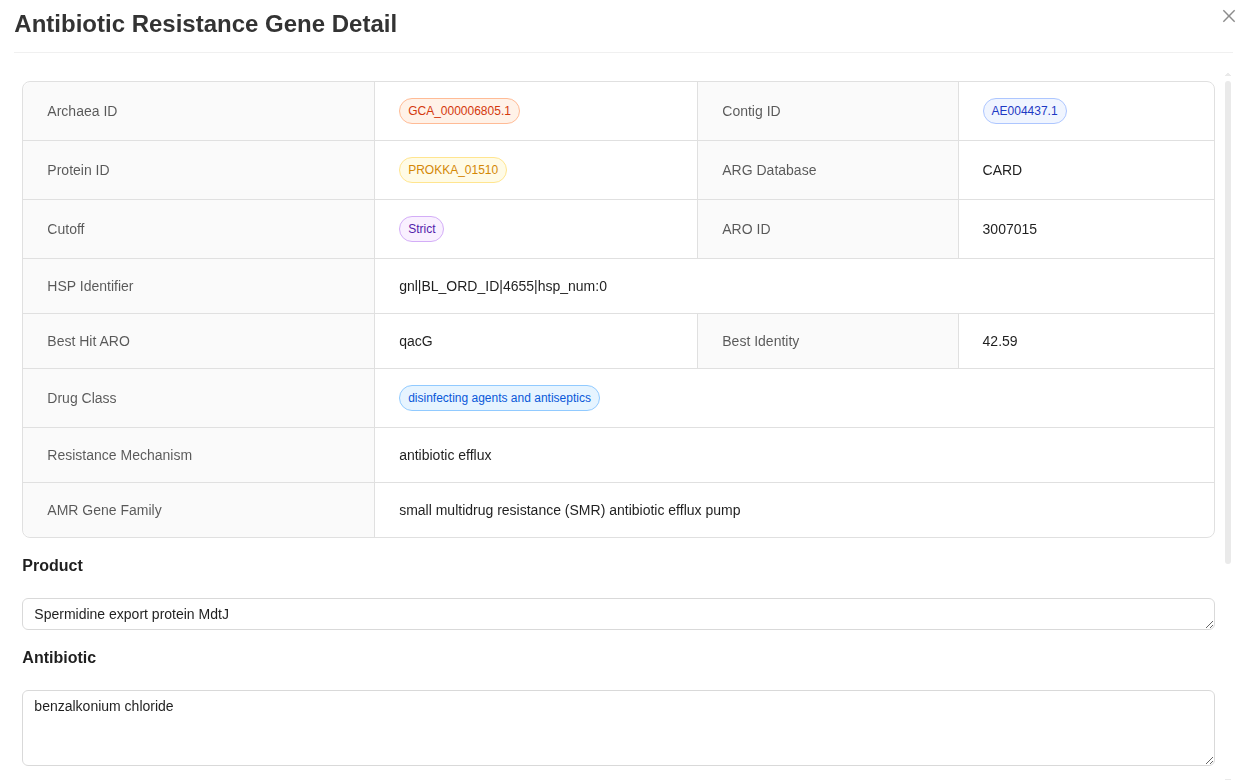 Antibiotic Resistance Gene Detail
Archaea ID GCA_000006805.1 Contig ID AE004437.1
Protein ID PROKKA_01510 ARG Database CARD
Cutoff Strict ARO ID 3007015
HSP Identifier gnl|BL_ORD_ID|4655|hsp_num:0
Best Hit ARO qacG Best Identity 42.59
Drug Class disinfecting agents and antiseptics
Resistance Mechanism antibiotic efflux
AMR Gene Family small multidrug resistance (SMR) antibiotic efflux pump
Product
Spermidine export protein MdtJ
Antibiotic
benzalkonium chloride